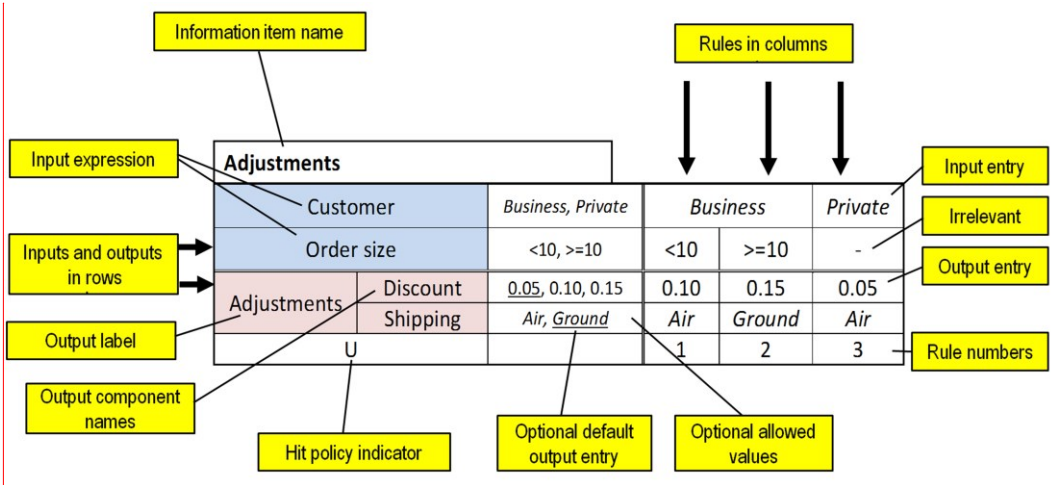 Information item name
Rules in columns
Input expression
Adjustments
Input entry
Customer
Business, Private
Business
Private
Irrelevant
Inputs and outputs
in rows
Order size
<10, >=10
<10
>=10
-
Output entry
Adjustments
Discount
0.05, 0.10, 0.15
0.10
0.15
0.05
Shipping
Air, Ground
Air
Ground
Air
Output label
U
1
2
3
Rule numbers
Output component
names
Hit policy indicator
Optional default
output entry
Optional allowed
values